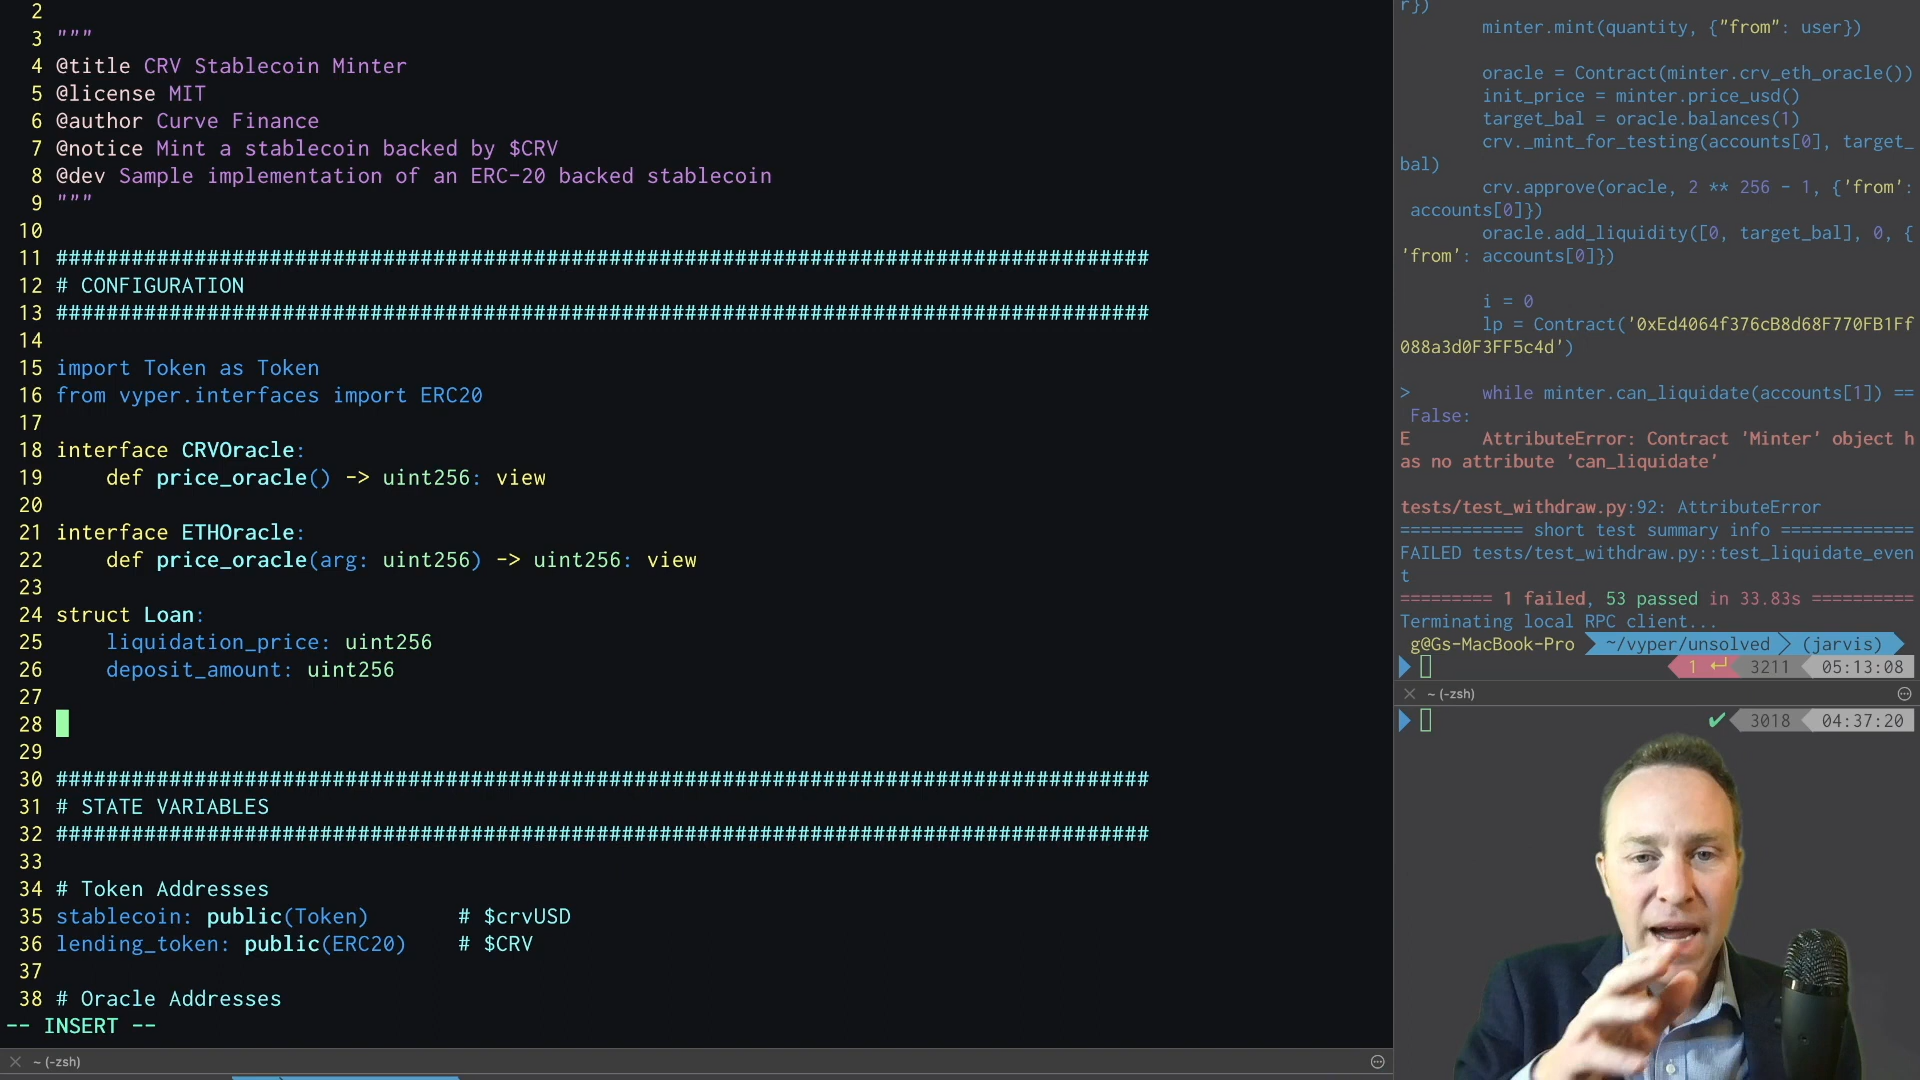 2
3 """
4 @title CRV Stablecoin Minter
5 @license MIT
6 @author Curve Finance
7 @notice Mint a stablecoin backed by $CRV
8 @dev Sample implementation of an ERC-20 backed stablecoin
9 """
10
11 #######################################################################################
12 # CONFIGURATION
13 #######################################################################################
14
15 import Token as Token
16 from vyper.interfaces import ERC20
17
18 interface CRVOracle:
19     def price_oracle() -> uint256: view
20
21 interface ETHOracle:
22     def price_oracle(arg: uint256) -> uint256: view
23
24 struct Loan:
25     liquidation_price: uint256
26     deposit_amount: uint256
27
28
29
30 #######################################################################################
31 # STATE VARIABLES
32 #######################################################################################
33
34 # Token Addresses
35 stablecoin: public(Token)       # $crvUSD
36 lending_token: public(ERC20)    # $CRV
37
38 # Oracle Addresses
-- INSERT --
~ (-zsh)
r})
minter.mint(quantity, {"from": user})
oracle = Contract(minter.crv_eth_oracle())
init_price = minter.price_usd()
target_bal = oracle.balances(1)
crv._mint_for_testing(accounts[0], target_
bal)
crv.approve(oracle, 2 ** 256 - 1, {'from':
accounts[0]})
oracle.add_liquidity([0, target_bal], 0, {
'from': accounts[0]})
i = 0
lp = Contract('0xEd4064f376cB8d68F770FB1Ff
088a3d0F3FF5c4d')
>       while minter.can_liquidate(accounts[1]) ==
False:
E       AttributeError: Contract 'Minter' object h
as no attribute 'can_liquidate'
tests/test_withdraw.py:92: AttributeError
============ short test summary info =============
FAILED tests/test_withdraw.py::test_liquidate_even
t
========= 1 failed, 53 passed in 33.83s ==========
Terminating local RPC client...
g@Gs-MacBook-Pro ~/vyper/unsolved (jarvis)
1 ↵ 3211 05:13:08
~ (-zsh)
✔ 3018 04:37:20